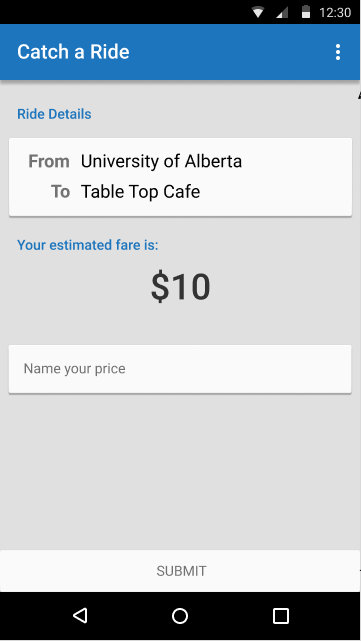 12:30
Catch a Ride
Ride Details
From University of Alberta
To Table Top Cafe
Your estimated fare is:
$10
Name your price
SUBMIT